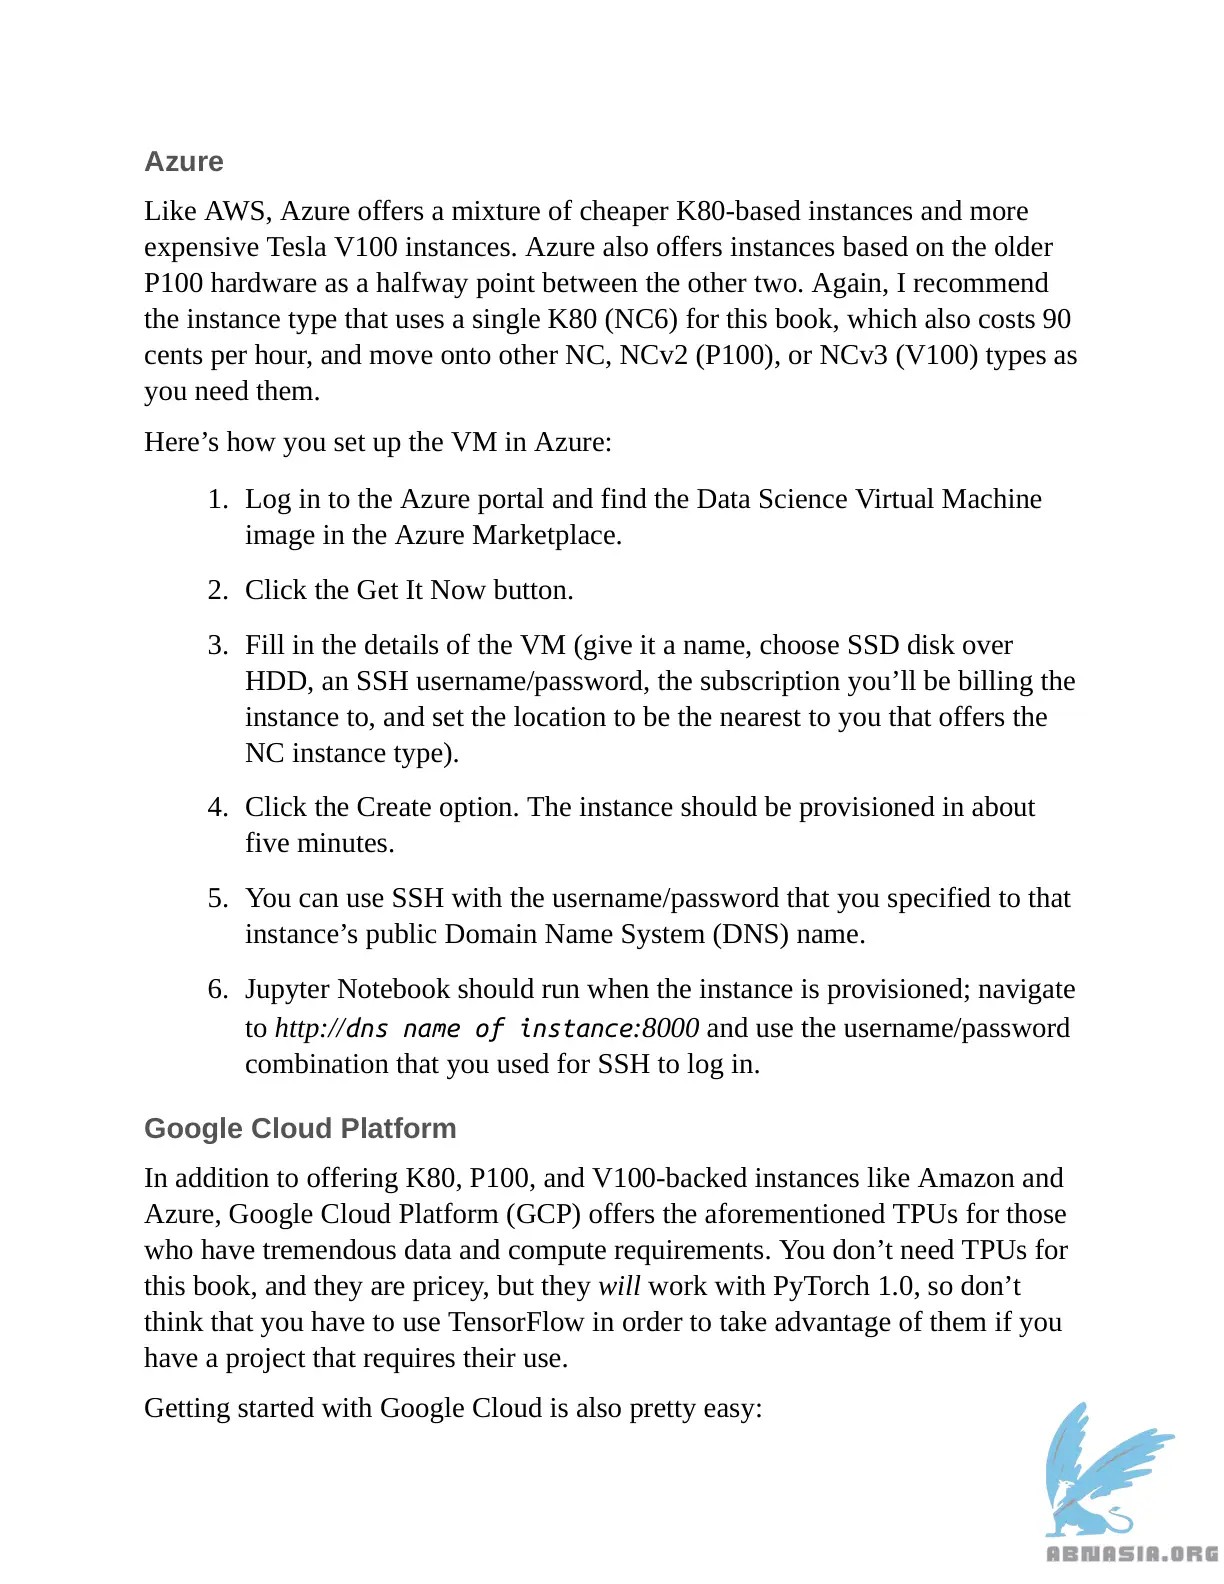 Azure
Like AWS, Azure offers a mixture of cheaper K80-based instances and more
expensive Tesla V100 instances. Azure also offers instances based on the older
P100 hardware as a halfway point between the other two. Again, I recommend
the instance type that uses a single K80 (NC6) for this book, which also costs 90
cents per hour, and move onto other NC, NCv2 (P100), or NCv3 (V100) types as
you need them.
Here’s how you set up the VM in Azure:
1. Log in to the Azure portal and find the Data Science Virtual Machine
image in the Azure Marketplace.
2. Click the Get It Now button.
3. Fill in the details of the VM (give it a name, choose SSD disk over
HDD, an SSH username/password, the subscription you’ll be billing the
instance to, and set the location to be the nearest to you that offers the
NC instance type).
4. Click the Create option. The instance should be provisioned in about
five minutes.
5. You can use SSH with the username/password that you specified to that
instance’s public Domain Name System (DNS) name.
6. Jupyter Notebook should run when the instance is provisioned; navigate
to http://dns name of instance:8000 and use the username/password
combination that you used for SSH to log in.
Google Cloud Platform
In addition to offering K80, P100, and V100-backed instances like Amazon and
Azure, Google Cloud Platform (GCP) offers the aforementioned TPUs for those
who have tremendous data and compute requirements. You don’t need TPUs for
this book, and they are pricey, but they will work with PyTorch 1.0, so don’t
think that you have to use TensorFlow in order to take advantage of them if you
have a project that requires their use.
Getting started with Google Cloud is also pretty easy:
ABNASIA.ORG